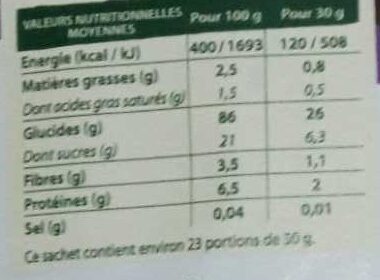 VALEURS NUTRITIONNELLES MOYENNES Pour 100 g Pour 30 g
Energie (kcal / kJ) 400 / 1693 120 / 508
Matières grasses (g) 2,5 0,8
Dont acides gras saturés (g) 1,5 0,5
Glucides (g) 86 26
Dont sucres (g) 21 6,3
Fibres (g) 3,5 1,1
Protéines (g) 6,5 2
Sel (g) 0,04 0,01
Ce sachet contient environ 23 portions de 30 g.